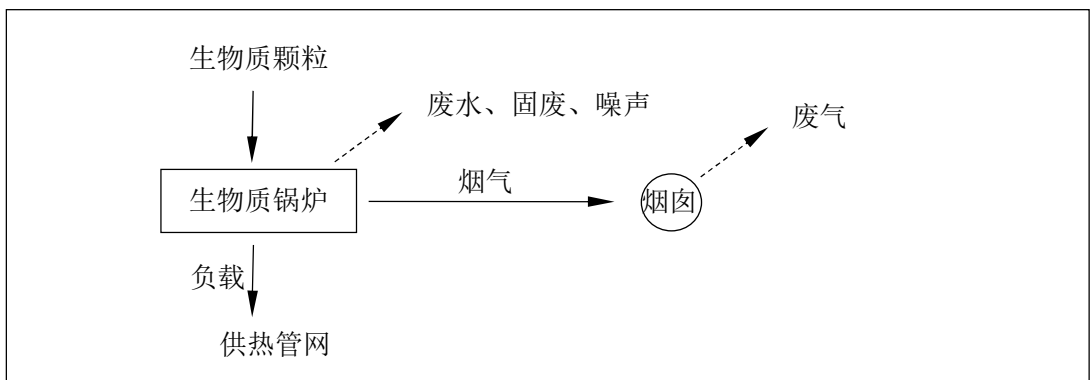 生物质颗粒
废水、固废、噪声
废气
烟气
生物质锅炉
烟囱
负载
供热管网